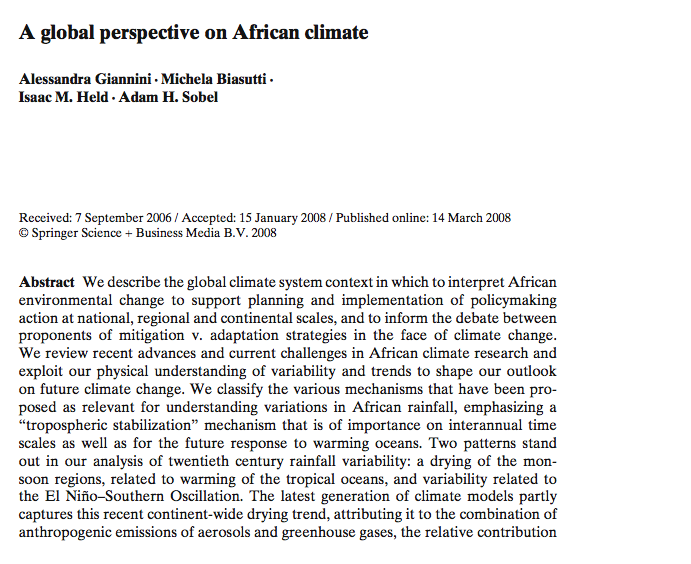 A global perspective on African climate
Alessandra Giannini · Michela Biasutti ·
Isaac M. Held · Adam H. Sobel
Received: 7 September 2006 / Accepted: 15 January 2008 / Published online: 14 March 2008
© Springer Science + Business Media B.V. 2008
Abstract We describe the global climate system context in which to interpret African
environmental change to support planning and implementation of policymaking
action at national, regional and continental scales, and to inform the debate between
proponents of mitigation v. adaptation strategies in the face of climate change.
We review recent advances and current challenges in African climate research and
exploit our physical understanding of variability and trends to shape our outlook
on future climate change. We classify the various mechanisms that have been pro-
posed as relevant for understanding variations in African rainfall, emphasizing a
“tropospheric stabilization” mechanism that is of importance on interannual time
scales as well as for the future response to warming oceans. Two patterns stand
out in our analysis of twentieth century rainfall variability: a drying of the mon-
soon regions, related to warming of the tropical oceans, and variability related to
the El Niño–Southern Oscillation. The latest generation of climate models partly
captures this recent continent-wide drying trend, attributing it to the combination of
anthropogenic emissions of aerosols and greenhouse gases, the relative contribution